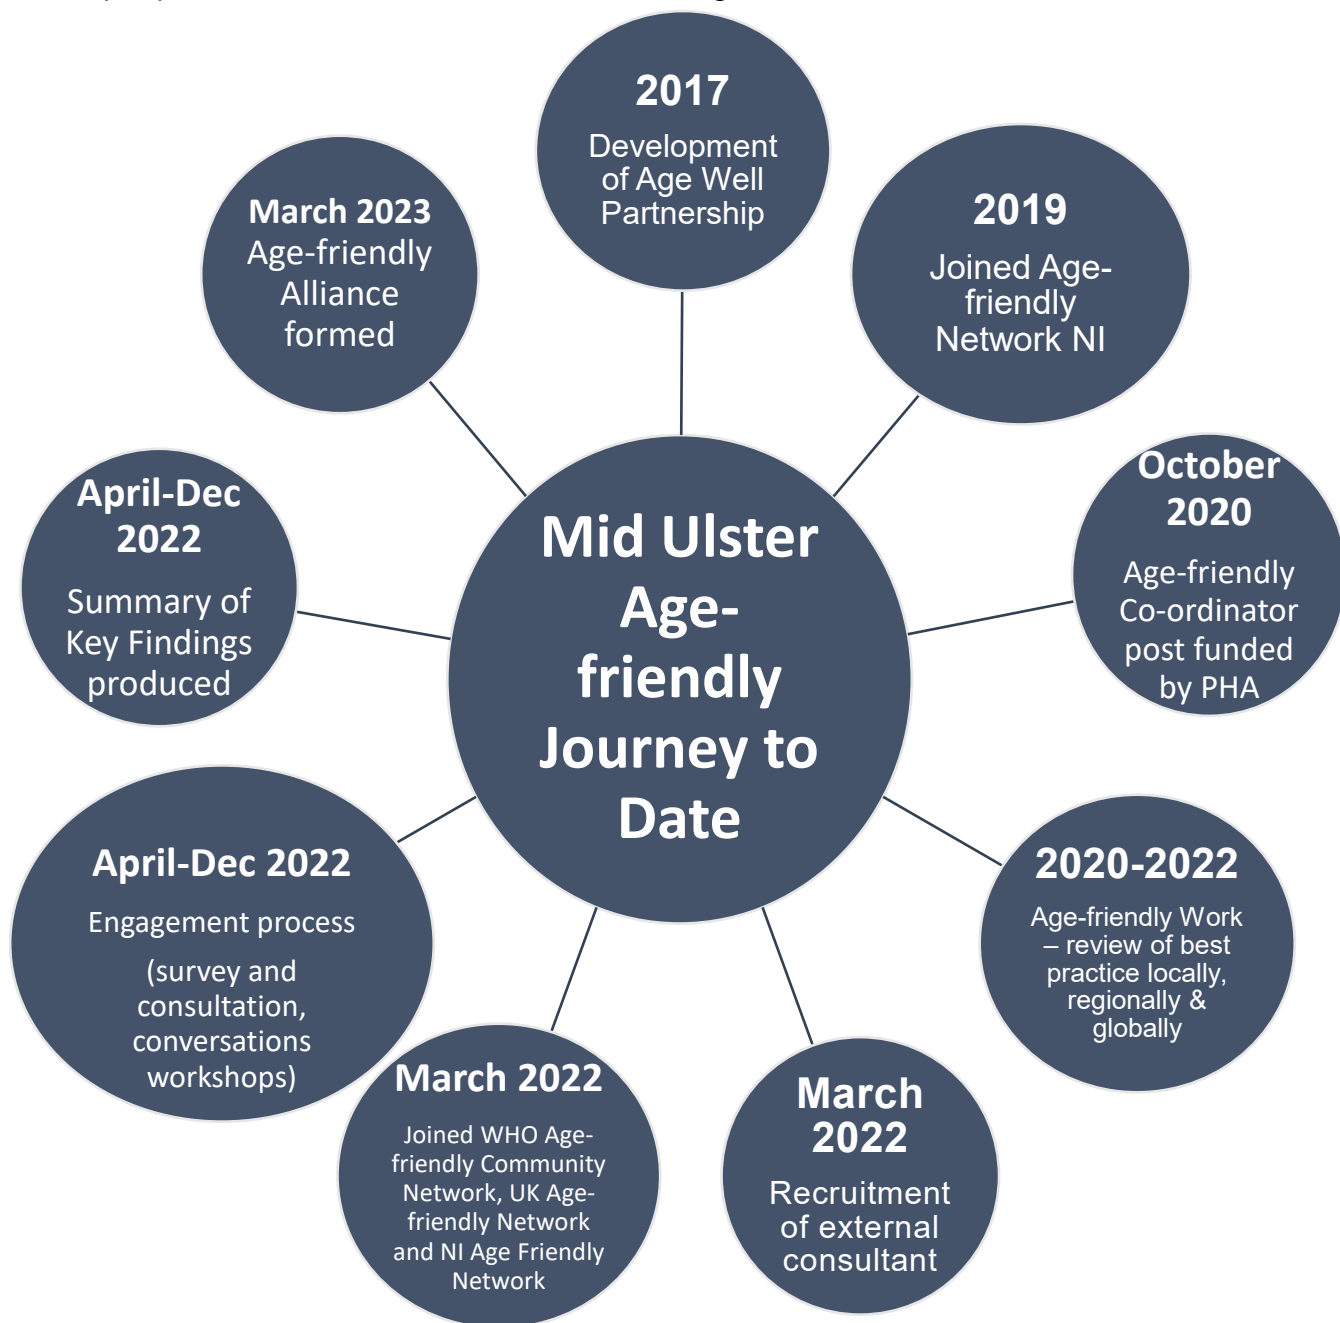 2017
Development
of Age Well
Partnership
2019
Joined Age-
friendly
Network NI
October
2020
Age-friendly
Co-ordinator
post funded
by PHA
2020-2022
Age-friendly Work
– review of best
practice locally,
regionally &
globally
March
2022
Recruitment
of external
consultant
March 2022
Joined WHO Age-
friendly Community
Network, UK Age-
friendly Network
and NI Age Friendly
Network
April-Dec 2022
Engagement process
(survey and
consultation,
conversations
workshops)
April-Dec
2022
Summary of
Key Findings
produced
March 2023
Age-friendly
Alliance
formed
Mid Ulster
Age-
friendly
Journey to
Date